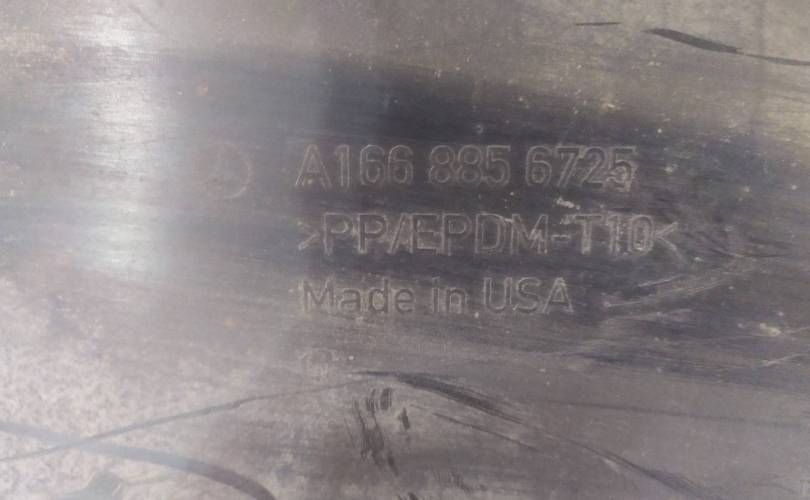 A166 885 6725
>PP/EPDM-T10<
Made in USA